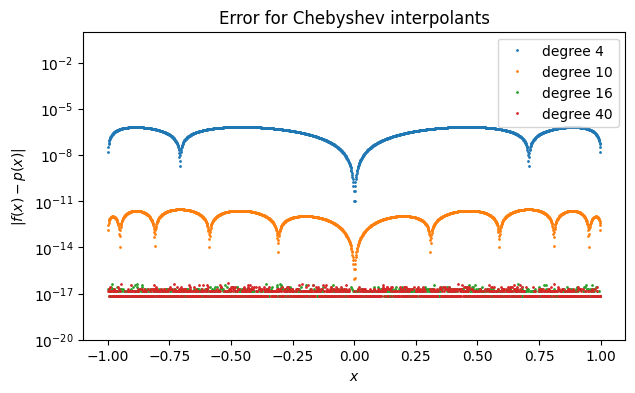 Error for Chebyshev interpolants
degree 4
degree 10
degree 16
degree 40
|f(x) − p(x)|
10⁻²
10⁻⁵
10⁻⁸
10⁻¹¹
10⁻¹⁴
10⁻¹⁷
10⁻²⁰
−1.00 −0.75 −0.50 −0.25 0.00 0.25 0.50 0.75 1.00
x